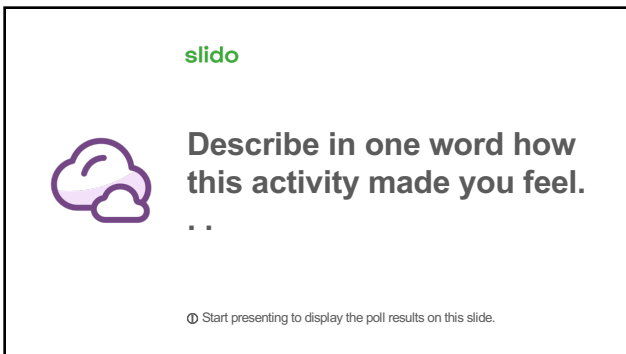 slido
Describe in one word how
this activity made you feel.
. .
ⓘ Start presenting to display the poll results on this slide.